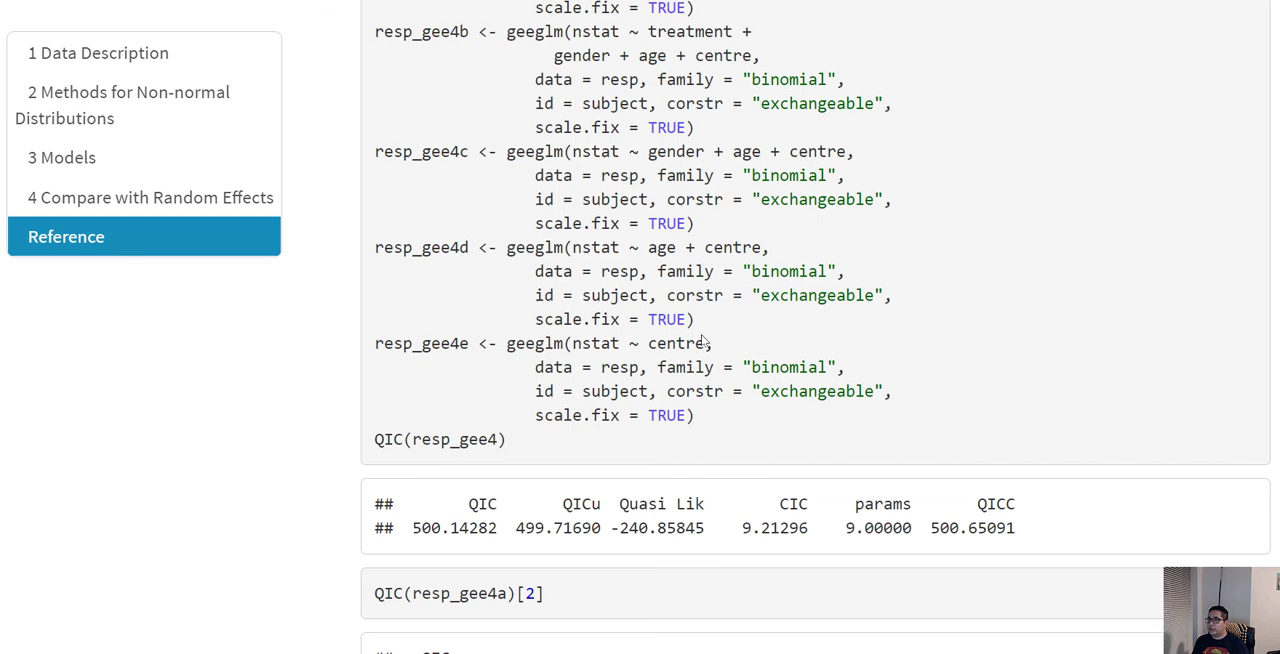 1 Data Description
2 Methods for Non-normal
Distributions
3 Models
4 Compare with Random Effects
Reference
scale.fix = TRUE)
resp_gee4b <- geeglm(nstat ~ treatment +
gender + age + centre,
data = resp, family = "binomial",
id = subject, corstr = "exchangeable",
scale.fix = TRUE)
resp_gee4c <- geeglm(nstat ~ gender + age + centre,
data = resp, family = "binomial",
id = subject, corstr = "exchangeable",
scale.fix = TRUE)
resp_gee4d <- geeglm(nstat ~ age + centre,
data = resp, family = "binomial",
id = subject, corstr = "exchangeable",
scale.fix = TRUE)
resp_gee4e <- geeglm(nstat ~ centre,
data = resp, family = "binomial",
id = subject, corstr = "exchangeable",
scale.fix = TRUE)
QIC(resp_gee4)
## QIC QICu Quasi Lik CIC params QICC
## 500.14282 499.71690 -240.85845 9.21296 9.00000 500.65091
QIC(resp_gee4a)[2]